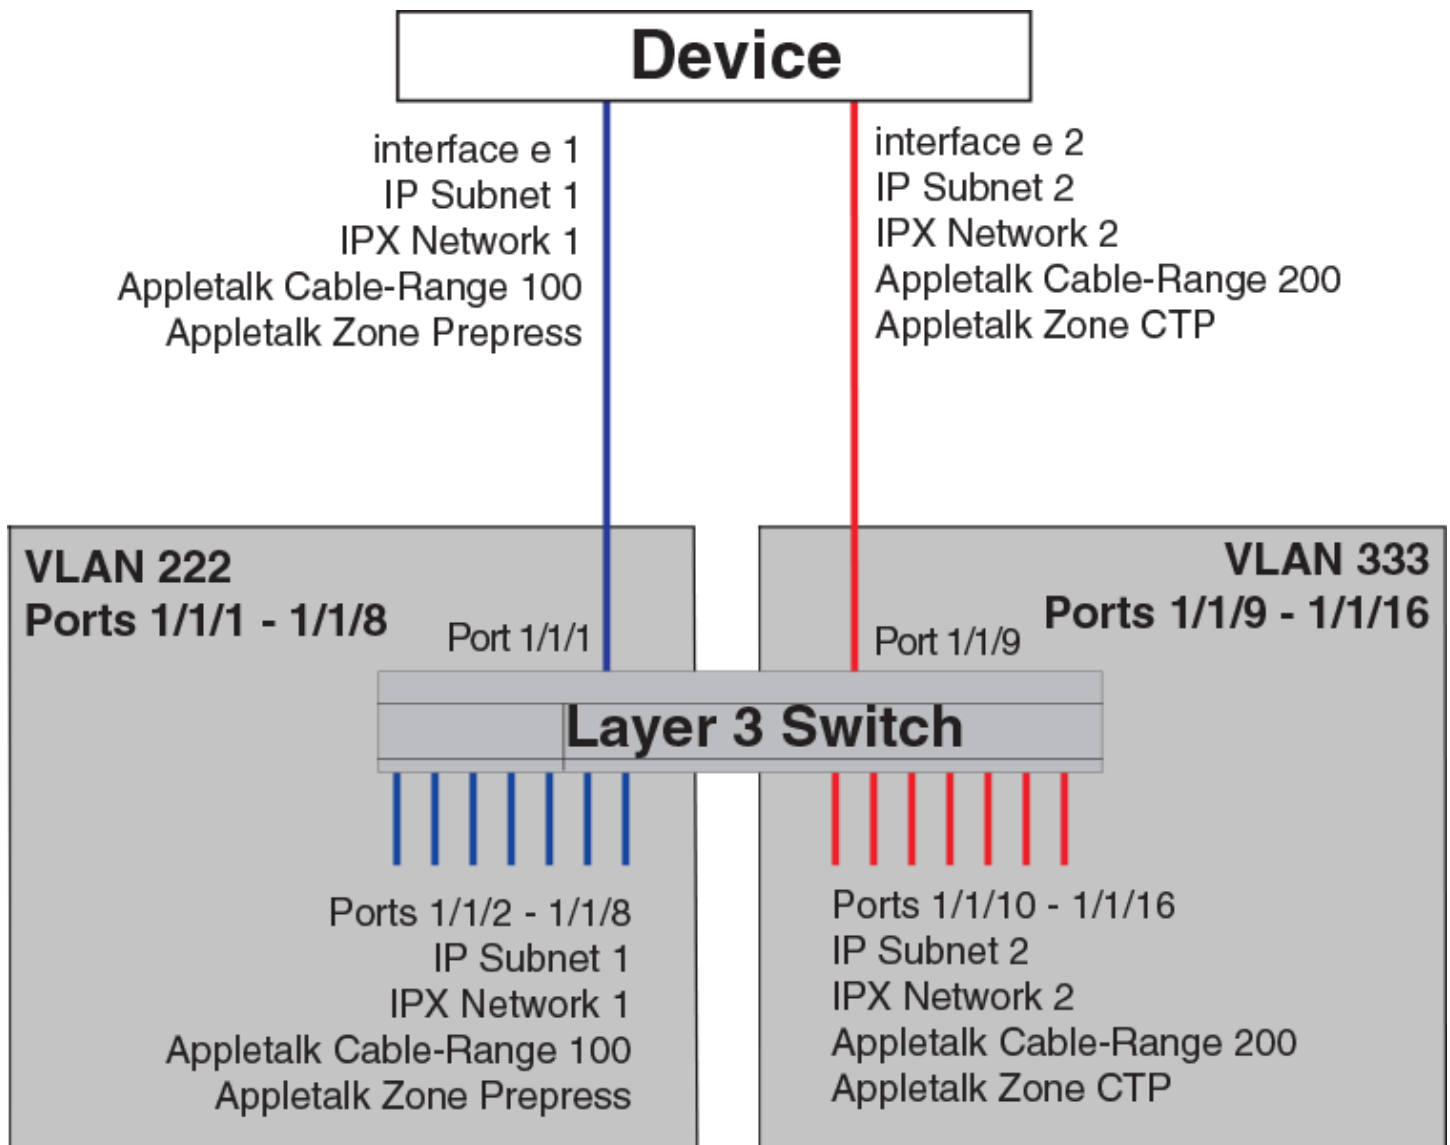 Device
interface e 1
IP Subnet 1
IPX Network 1
Appletalk Cable-Range 100
Appletalk Zone Prepress
interface e 2
IP Subnet 2
IPX Network 2
Appletalk Cable-Range 200
Appletalk Zone CTP
VLAN 222
Ports 1/1/1 - 1/1/8
Port 1/1/1
VLAN 333
Ports 1/1/9 - 1/1/16
Port 1/1/9
Layer 3 Switch
Ports 1/1/2 - 1/1/8
IP Subnet 1
IPX Network 1
Appletalk Cable-Range 100
Appletalk Zone Prepress
Ports 1/1/10 - 1/1/16
IP Subnet 2
IPX Network 2
Appletalk Cable-Range 200
Appletalk Zone CTP